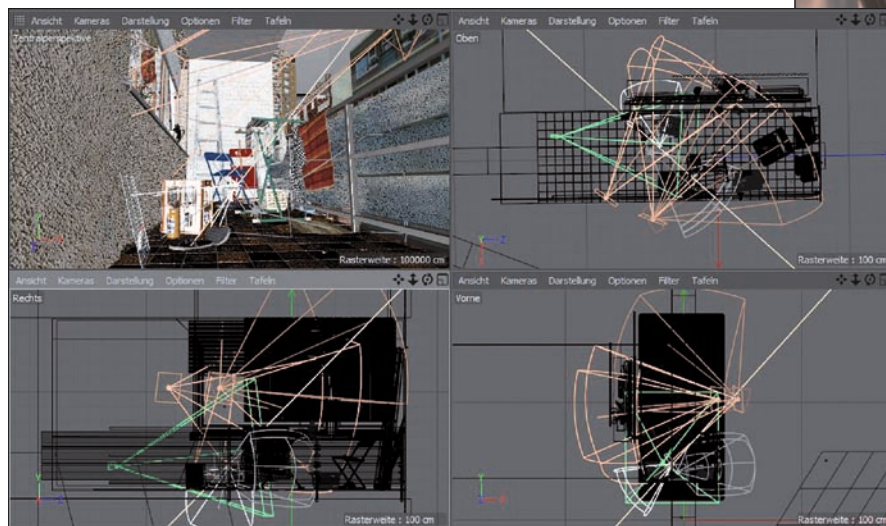 Ansicht Kameras Darstellung Optionen Filter Tafeln
Zentralperspektive
Rasterweite : 100000 cm
Ansicht Kameras Darstellung Optionen Filter Tafeln
Oben
Rasterweite : 100 cm
Ansicht Kameras Darstellung Optionen Filter Tafeln
Rechts
Rasterweite : 100 cm
Ansicht Kameras Darstellung Optionen Filter Tafeln
Vorne
Rasterweite : 100 cm